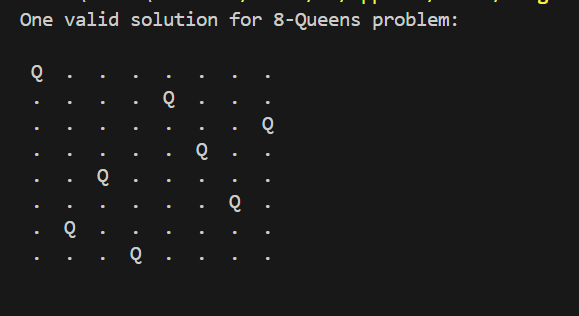 One valid solution for 8-Queens problem:
Q . . . . . . .
. . . . Q . . .
. . . . . . . Q
. . . . . Q . .
. . Q . . . . .
. . . . . . Q .
. Q . . . . . .
. . . Q . . . .